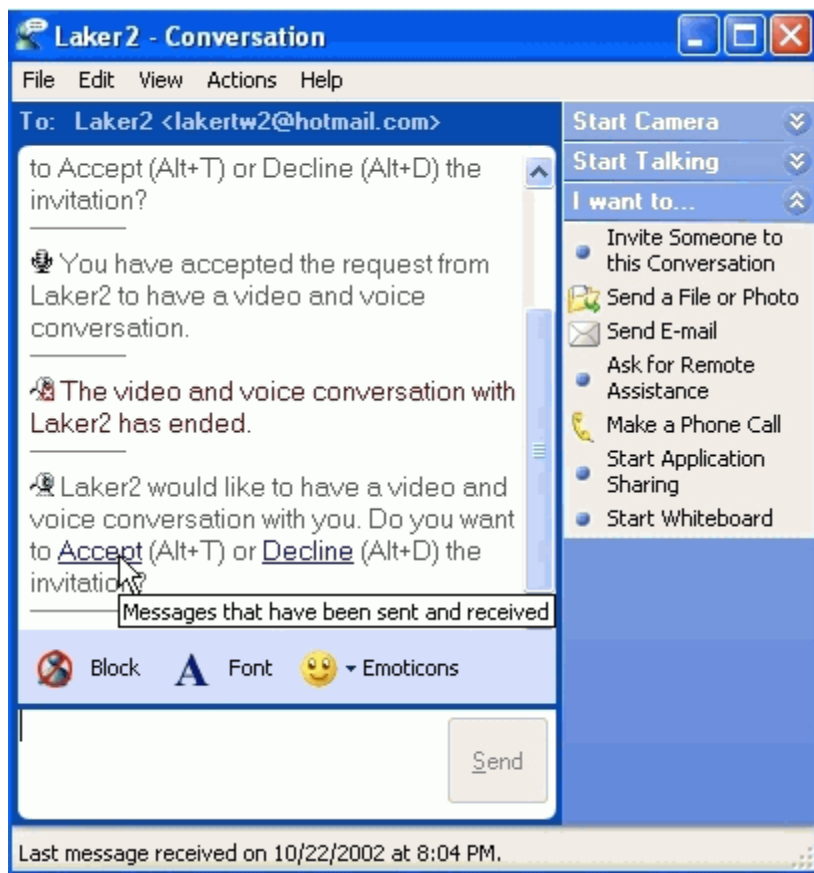 Laker2 - Conversation
File Edit View Actions Help
To: Laker2 <lakertw2@hotmail.com>
to Accept (Alt+T) or Decline (Alt+D) the
invitation?
You have accepted the request from
Laker2 to have a video and voice
conversation.
The video and voice conversation with
Laker2 has ended.
Laker2 would like to have a video and
voice conversation with you. Do you want
to Accept (Alt+T) or Decline (Alt+D) the
invitation?
Messages that have been sent and received
Block Font Emoticons
Send
Start Camera
Start Talking
I want to...
Invite Someone to
this Conversation
Send a File or Photo
Send E-mail
Ask for Remote
Assistance
Make a Phone Call
Start Application
Sharing
Start Whiteboard
Last message received on 10/22/2002 at 8:04 PM.